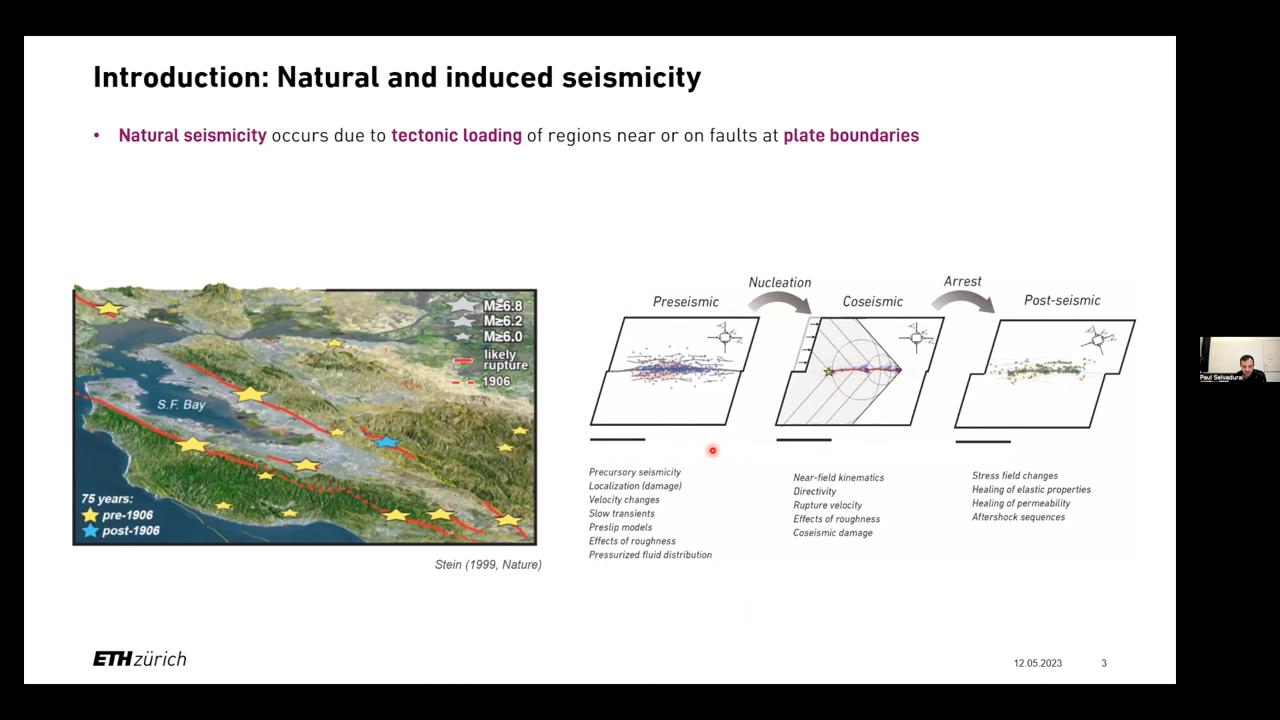 Introduction: Natural and induced seismicity
• Natural seismicity occurs due to tectonic loading of regions near or on faults at plate boundaries
M≥6.8
M≥6.2
M≥6.0
likely
rupture
1906
S.F. Bay
75 years:
pre-1906
post-1906
Stein (1999, Nature)
Nucleation
Arrest
Preseismic
Coseismic
Post-seismic
Precursory seismicity
Localization (damage)
Velocity changes
Slow transients
Preslip models
Effects of roughness
Pressurized fluid distribution
Near-field kinematics
Directivity
Rupture velocity
Effects of roughness
Coseismic damage
Stress field changes
Healing of elastic properties
Healing of permeability
Aftershock sequences
ETH zürich
12.05.2023
3
Paul Selvadurai